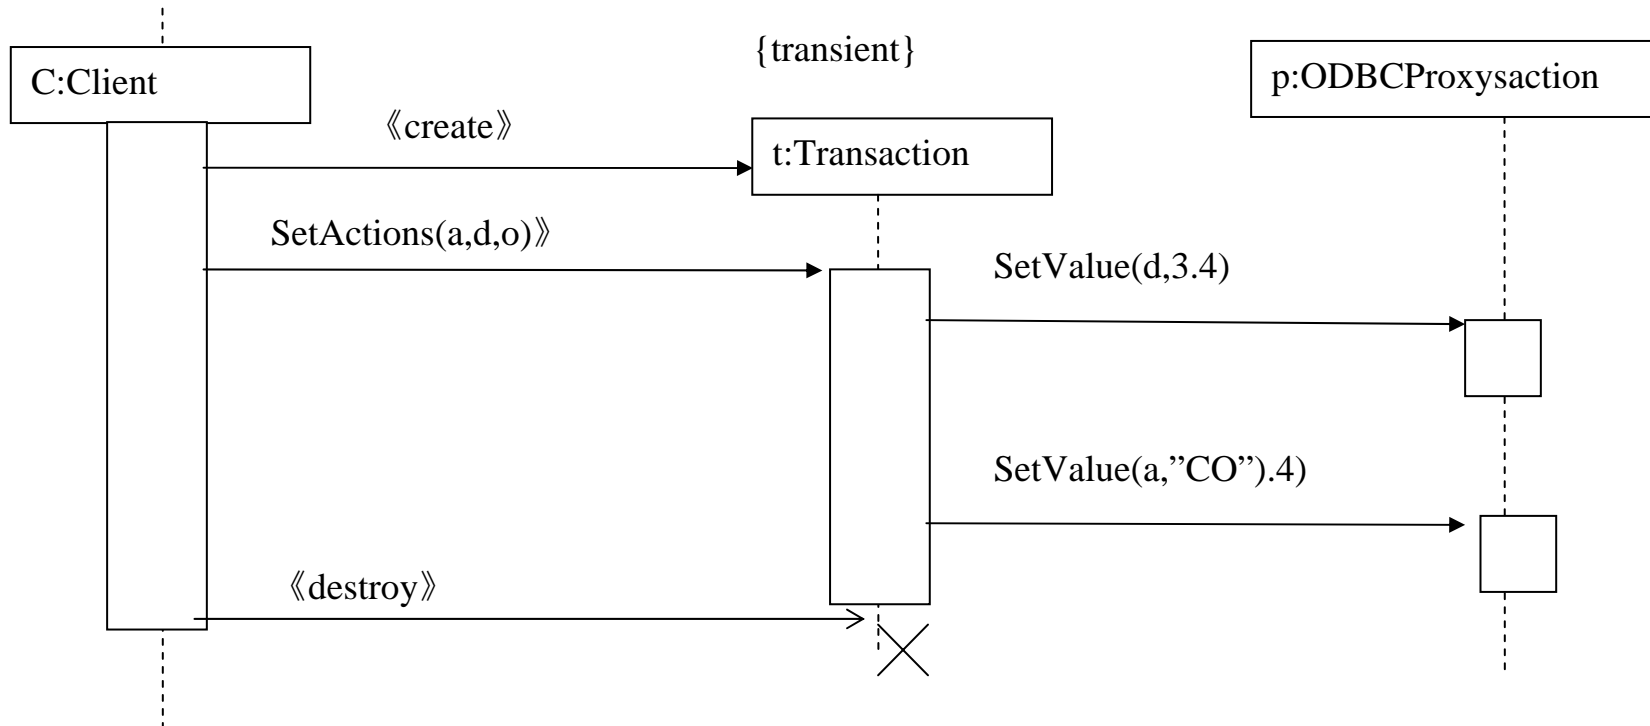 {transient}
C:Client
p:ODBCProxysaction
《create》
t:Transaction
SetActions(a,d,o)》
SetValue(d,3.4)
SetValue(a,”CO”).4)
《destroy》